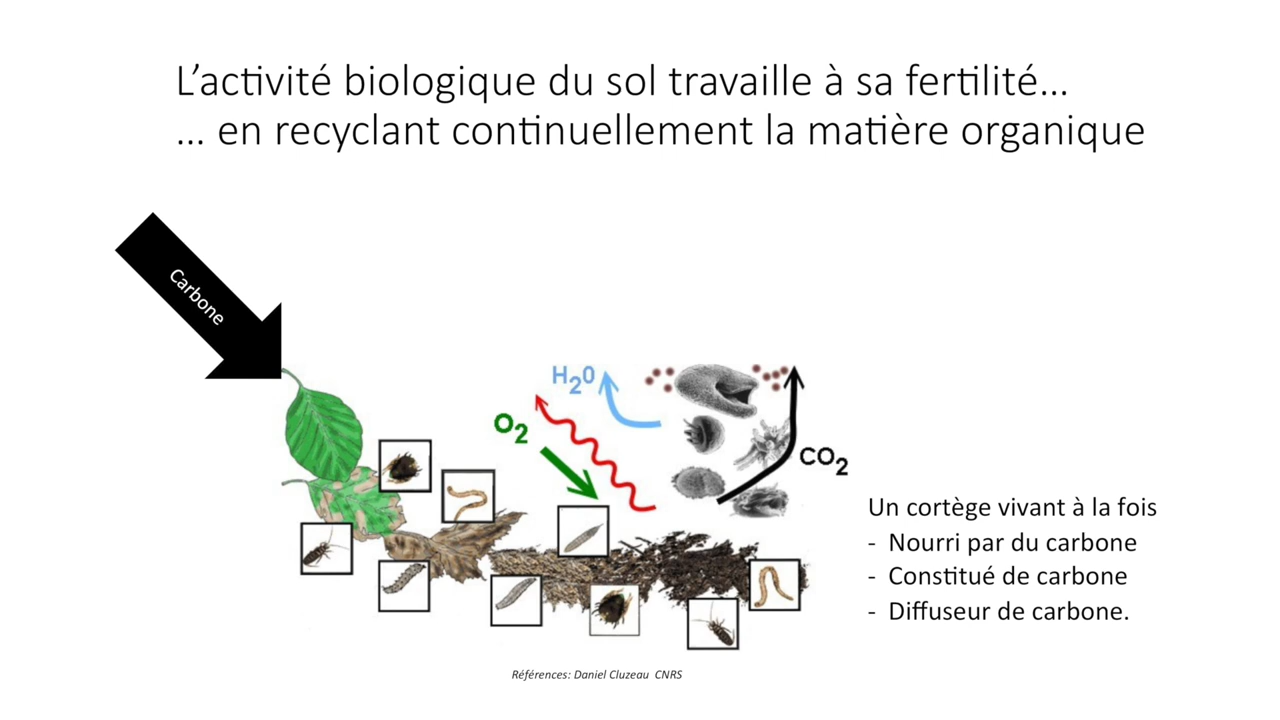 L’activité biologique du sol travaille à sa fertilité…
… en recyclant continuellement la matière organique
Carbone
H20
O2
CO2
Un cortège vivant à la fois
- Nourri par du carbone
- Constitué de carbone
- Diffuseur de carbone.
Références: Daniel Cluzeau CNRS